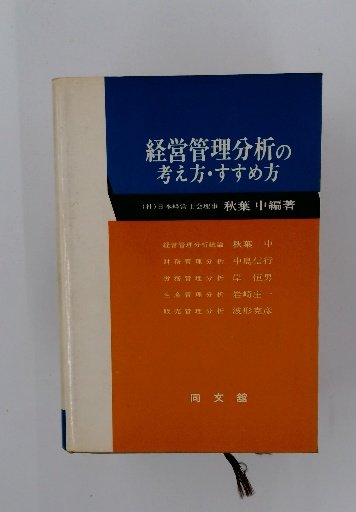 経営管理分析の
考え方・すすめ方
(社)日本経営士会理事 秋葉 中編著
経営管理分析総論 秋葉 中
財務管理分析 中島信行
労務管理分析 岸 恒男
生産管理分析 岩崎庄一
販売管理分析 波形克彦
同文舘